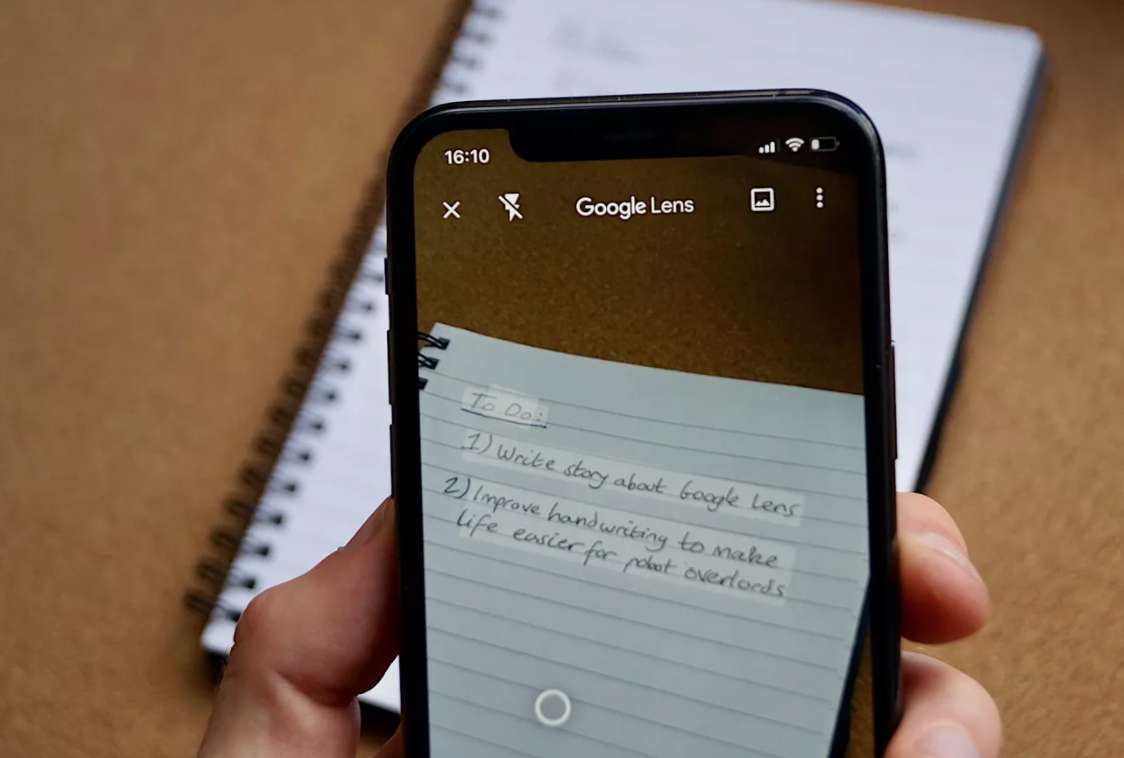 16:10
Google Lens
To Do:
1) Write story about Google Lens
2) Improve handwriting to make
life easier for robot overlords